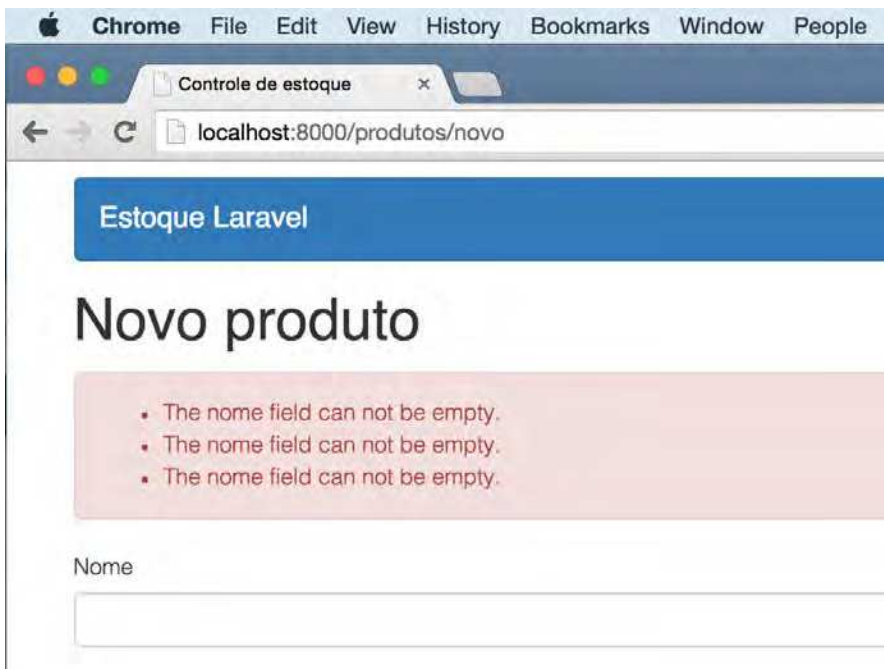 Chrome File Edit View History Bookmarks Window People
Controle de estoque
localhost:8000/produtos/novo
Estoque Laravel
Novo produto
• The nome field can not be empty.
• The nome field can not be empty.
• The nome field can not be empty.
Nome